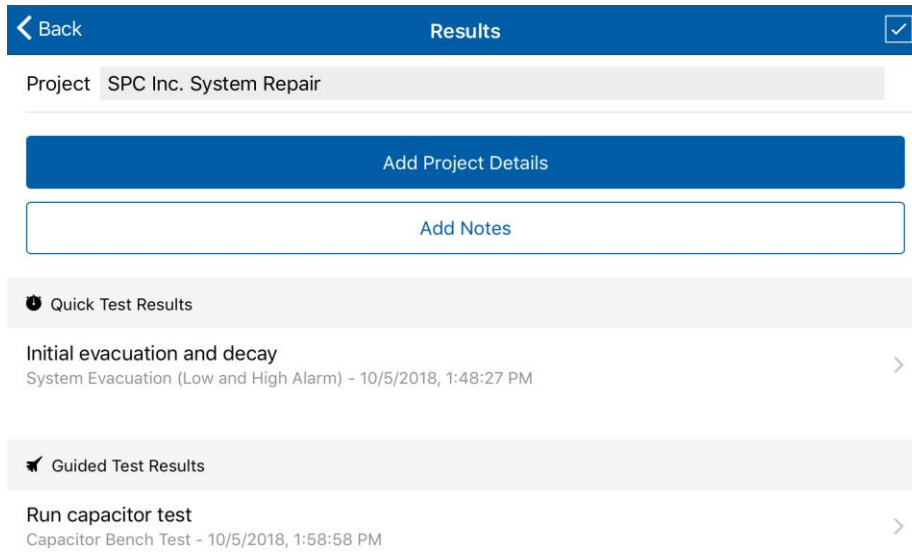 Back
Results
Project SPC Inc. System Repair
Add Project Details
Add Notes
Quick Test Results
Initial evacuation and decay
System Evacuation (Low and High Alarm) - 10/5/2018, 1:48:27 PM
Guided Test Results
Run capacitor test
Capacitor Bench Test - 10/5/2018, 1:58:58 PM